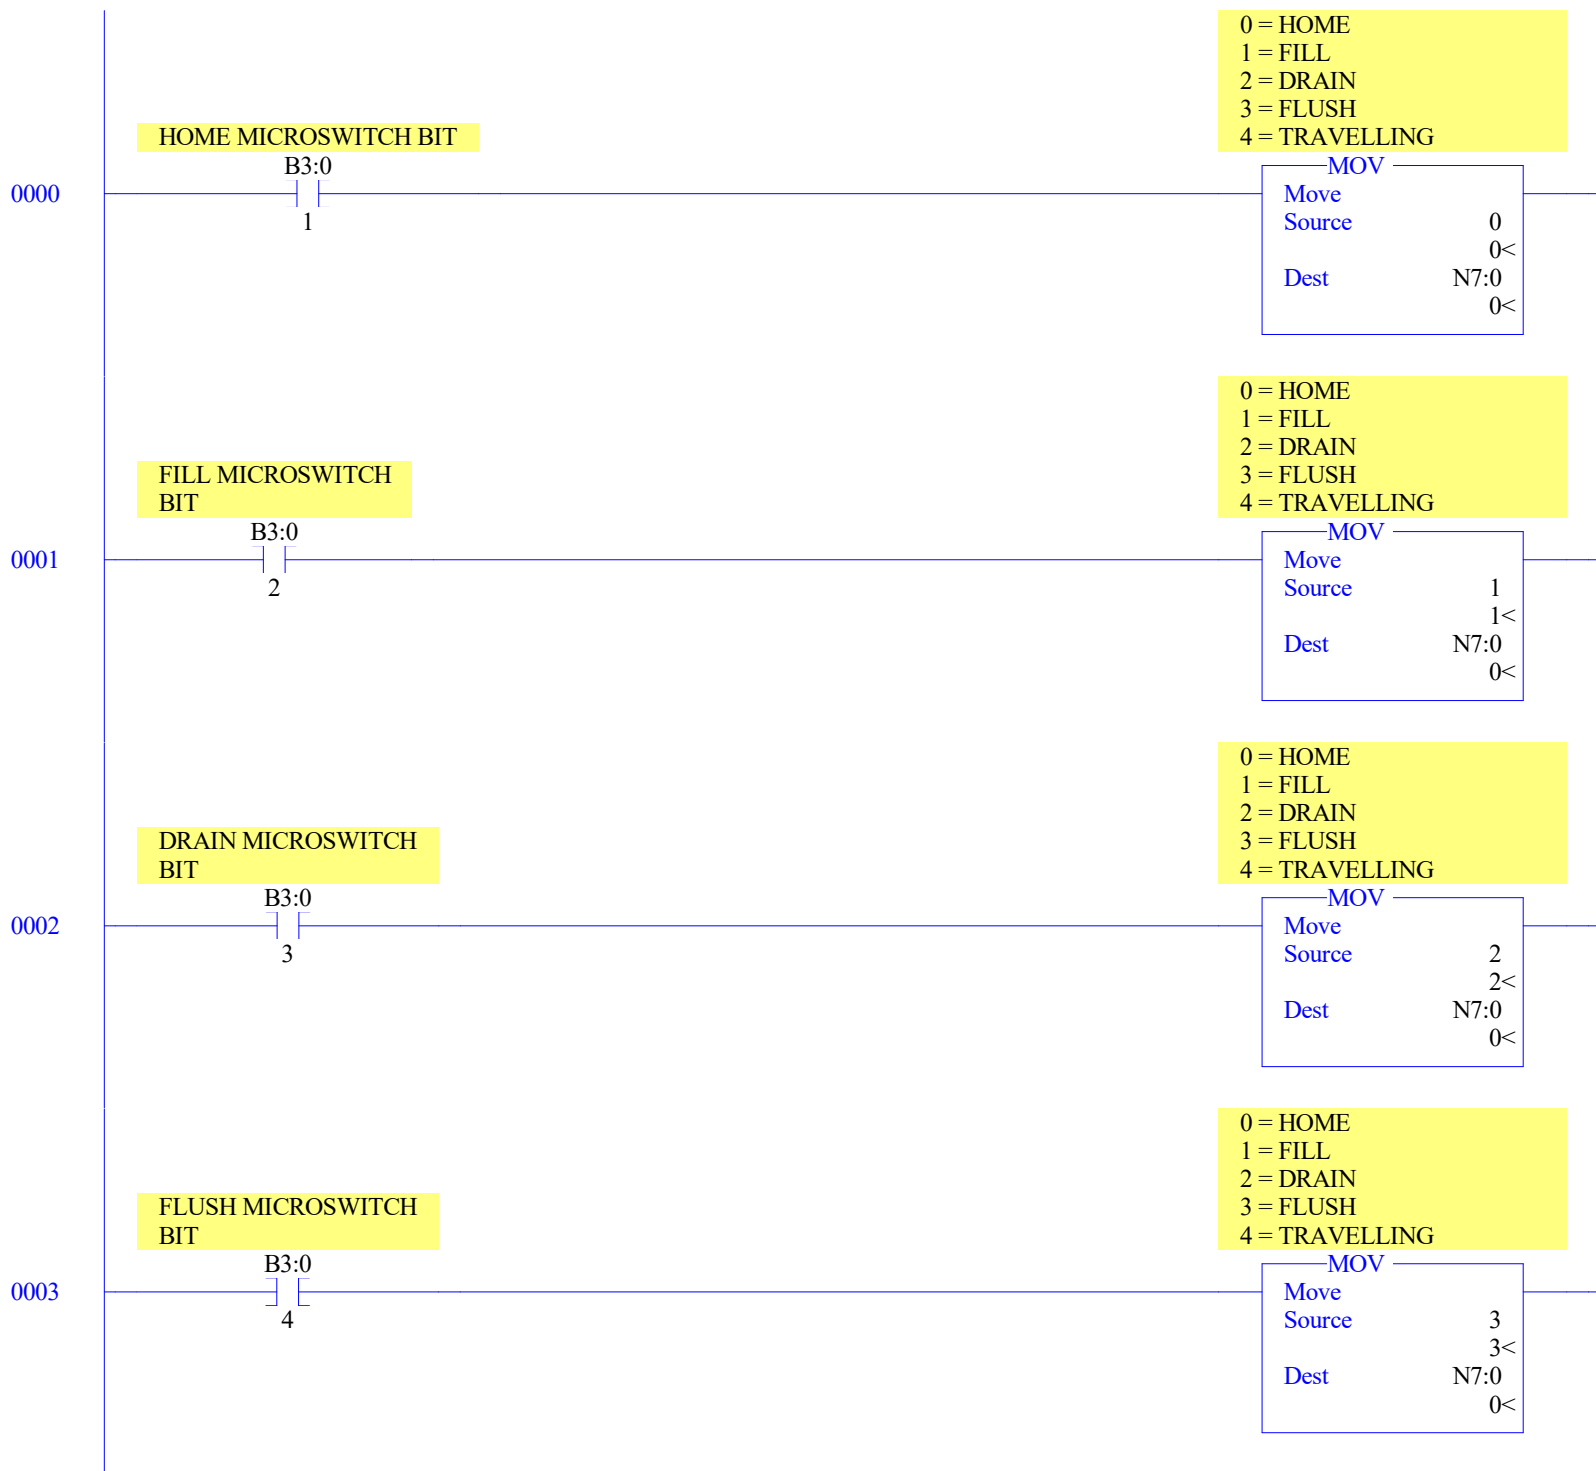 0 = HOME
1 = FILL
2 = DRAIN
3 = FLUSH
4 = TRAVELLING
HOME MICROSWITCH BIT
B3:0
MOV
0000
Move
1
Source 0
0<
Dest N7:0
0<
0 = HOME
1 = FILL
2 = DRAIN
3 = FLUSH
4 = TRAVELLING
FILL MICROSWITCH
BIT
B3:0
MOV
0001
Move
2
Source 1
1<
Dest N7:0
0<
0 = HOME
1 = FILL
2 = DRAIN
3 = FLUSH
4 = TRAVELLING
DRAIN MICROSWITCH
BIT
B3:0
MOV
0002
Move
3
Source 2
2<
Dest N7:0
0<
0 = HOME
1 = FILL
2 = DRAIN
3 = FLUSH
4 = TRAVELLING
FLUSH MICROSWITCH
BIT
B3:0
MOV
0003
Move
4
Source 3
3<
Dest N7:0
0<